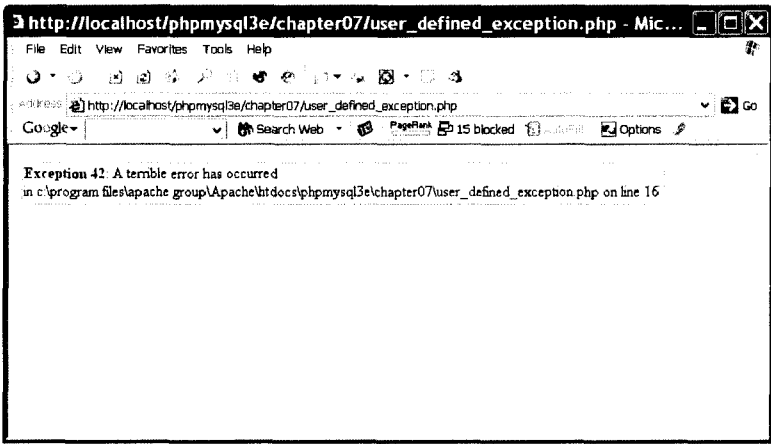 http://localhost/phpmysql3e/chapter07/user_defined_exception.php - Mic...
File Edit View Favorites Tools Help
Address http://localhost/phpmysql3e/chapter07/user_defined_exception.php Go
Google Search Web PageRank 15 blocked AutoFill Options
Exception 42: A terrible error has occurred
in c:\program files\apache group\Apache\htdocs\phpmysql3e\chapter07\user_defined_exception.php on line 16